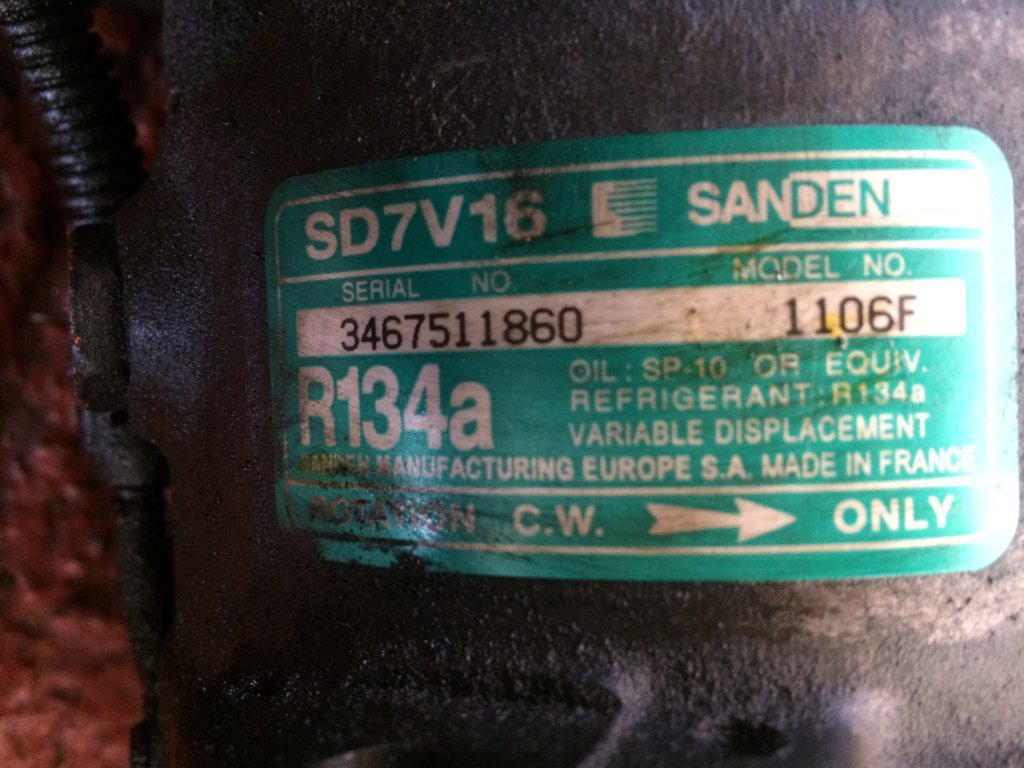 SD7V16 SANDEN
SERIAL NO. MODEL NO.
3467511860 1106F
R134a
OIL: SP-10 OR EQUIV.
REFRIGERANT R134a
VARIABLE DISPLACEMENT
SANDEN MANUFACTURING EUROPE S.A. MADE IN FRANCE
ROTATION C.W. ONLY